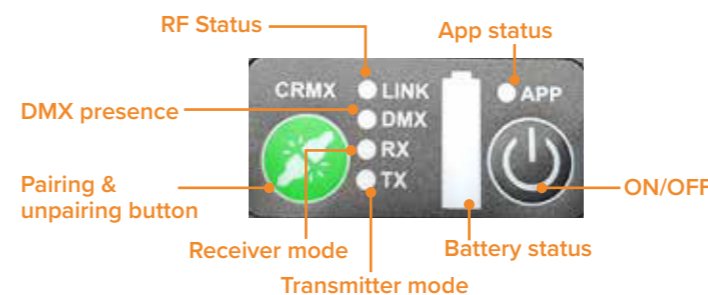 RF Status
App status
CRMX
LINK
APP
DMX presence
DMX
RX
Pairing &
unpairing button
TX
ON/OFF
Receiver mode
Battery status
Transmitter mode